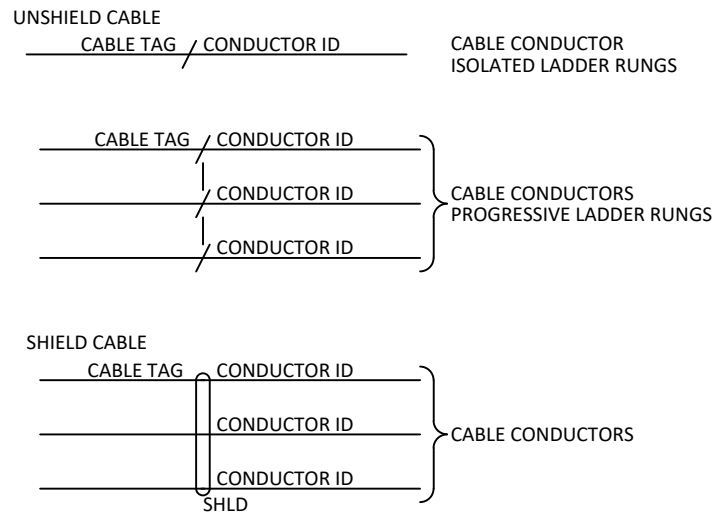 UNSHIELD CABLE
CABLE TAG CONDUCTOR ID
CABLE CONDUCTOR
ISOLATED LADDER RUNGS
CABLE TAG CONDUCTOR ID
CONDUCTOR ID
CONDUCTOR ID
CABLE CONDUCTORS
PROGRESSIVE LADDER RUNGS
SHIELD CABLE
CABLE TAG CONDUCTOR ID
CONDUCTOR ID
CONDUCTOR ID
SHLD
CABLE CONDUCTORS